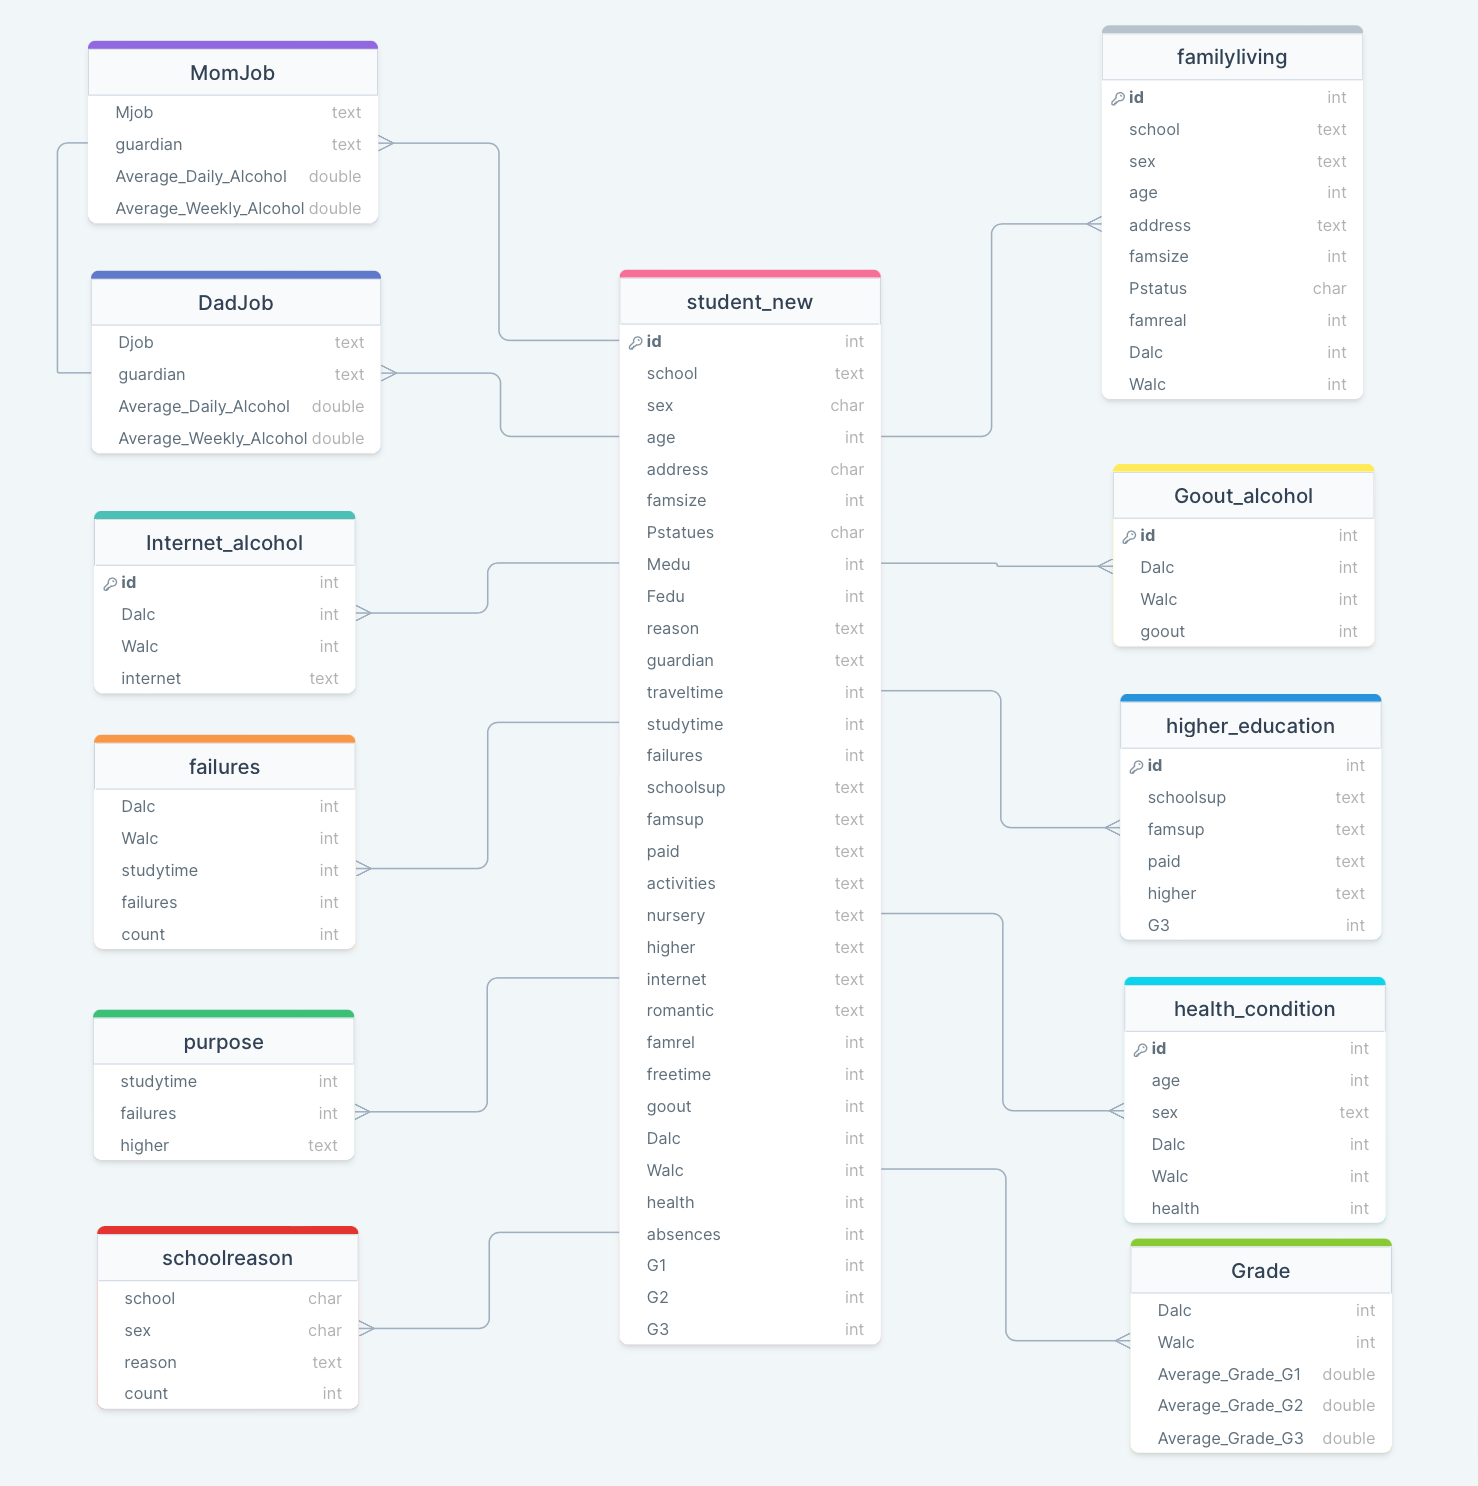 MomJob
Mjob text
guardian text
Average_Daily_Alcohol double
Average_Weekly_Alcohol double
DadJob
Djob text
guardian text
Average_Daily_Alcohol double
Average_Weekly_Alcohol double
Internet_alcohol
id int
Dalc int
Walc int
internet text
failures
Dalc int
Walc int
studytime int
failures int
count int
purpose
studytime int
failures int
higher text
schoolreason
school char
sex char
reason text
count int
student_new
id int
school text
sex char
age int
address char
famsize int
Pstatues char
Medu int
Fedu int
reason text
guardian text
traveltime int
studytime int
failures int
schoolsup text
famsup text
paid text
activities text
nursery text
higher text
internet text
romantic text
famrel int
freetime int
goout int
Dalc int
Walc int
health int
absences int
G1 int
G2 int
G3 int
familyliving
id int
school text
sex text
age int
address text
famsize int
Pstatus char
famreal int
Dalc int
Walc int
Goout_alcohol
id int
Dalc int
Walc int
goout int
higher_education
id int
schoolsup text
famsup text
paid text
higher text
G3 int
health_condition
id int
age int
sex text
Dalc int
Walc int
health int
Grade
Dalc int
Walc int
Average_Grade_G1 double
Average_Grade_G2 double
Average_Grade_G3 double